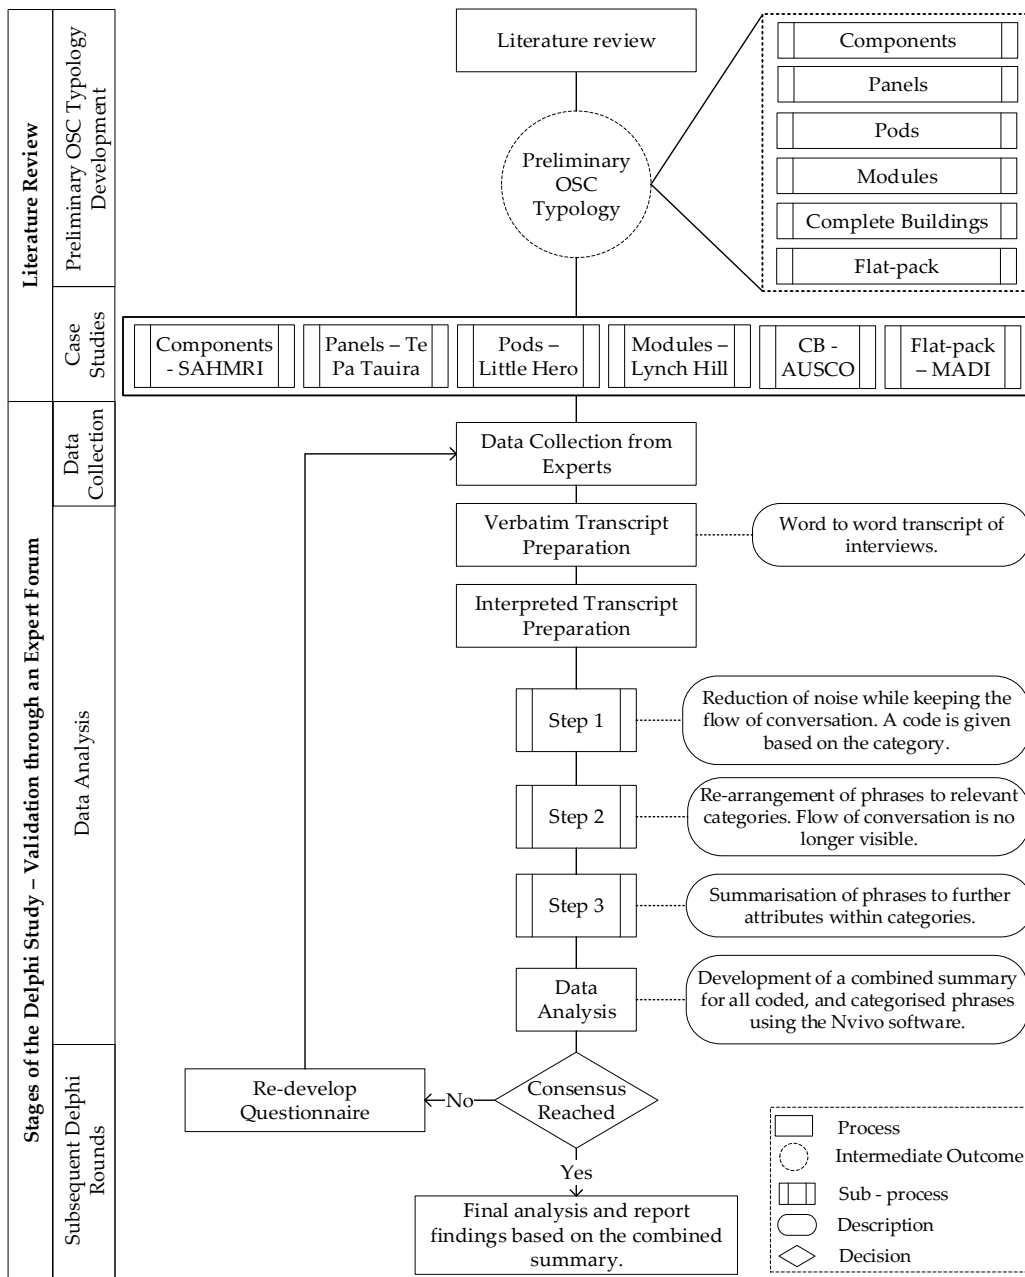 Literature Review
Preliminary OSC Typology
Development
Literature review
Preliminary
OSC
Typology
Components
Panels
Pods
Modules
Complete Buildings
Flat-pack
Case
Studies
Components
- SAHMRI
Panels – Te
Pa Tauira
Pods –
Little Hero
Modules –
Lynch Hill
CB -
AUSCO
Flat-pack
– MADI
Stages of the Delphi Study – Validation through an Expert Forum
Data
Collection
Data Collection from
Experts
Data Analysis
Verbatim Transcript
Preparation
Word to word transcript of
interviews.
Interpreted Transcript
Preparation
Step 1
Reduction of noise while keeping the
flow of conversation. A code is given
based on the category.
Step 2
Re-arrangement of phrases to relevant
categories. Flow of conversation is no
longer visible.
Step 3
Summarisation of phrases to further
attributes within categories.
Data
Analysis
Development of a combined summary
for all coded, and categorised phrases
using the Nvivo software.
Subsequent Delphi
Rounds
Re-develop
Questionnaire
No
Consensus
Reached
Yes
Final analysis and report
findings based on the combined
summary.
Process
Intermediate Outcome
Sub - process
Description
Decision